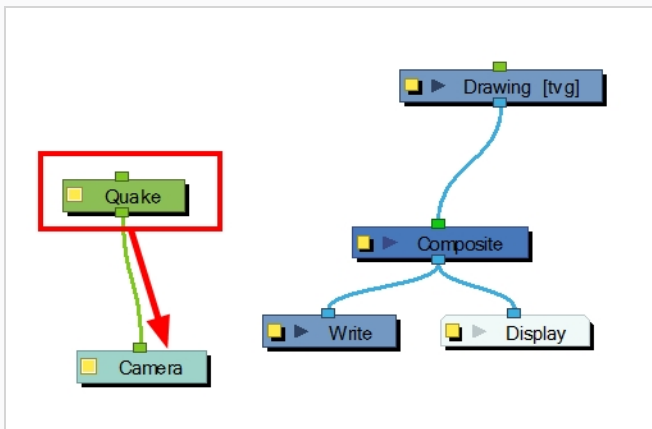 Drawing [tvg]
Quake
Composite
Write
Display
Camera